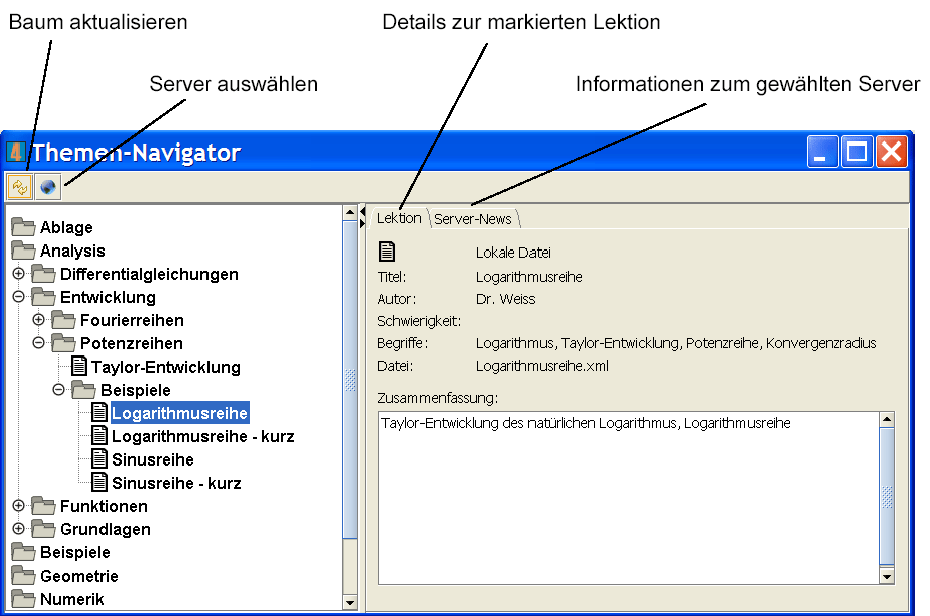 Baum aktualisieren
Details zur markierten Lektion
Server auswählen
Informationen zum gewählten Server
4 Themen-Navigator
Ablage
Analysis
Differentialgleichungen
Entwicklung
Fourierreihen
Potenzreihen
Taylor-Entwicklung
Beispiele
Logarithmusreihe
Logarithmusreihe - kurz
Sinusreihe
Sinusreihe - kurz
Funktionen
Grundlagen
Beispiele
Geometrie
Numerik
Lektion Server-News
Lokale Datei
Titel: Logarithmusreihe
Autor: Dr. Weiss
Schwierigkeit:
Begriffe: Logarithmus, Taylor-Entwicklung, Potenzreihe, Konvergenzradius
Datei: Logarithmusreihe.xml
Zusammenfassung:
Taylor-Entwicklung des natürlichen Logarithmus, Logarithmusreihe